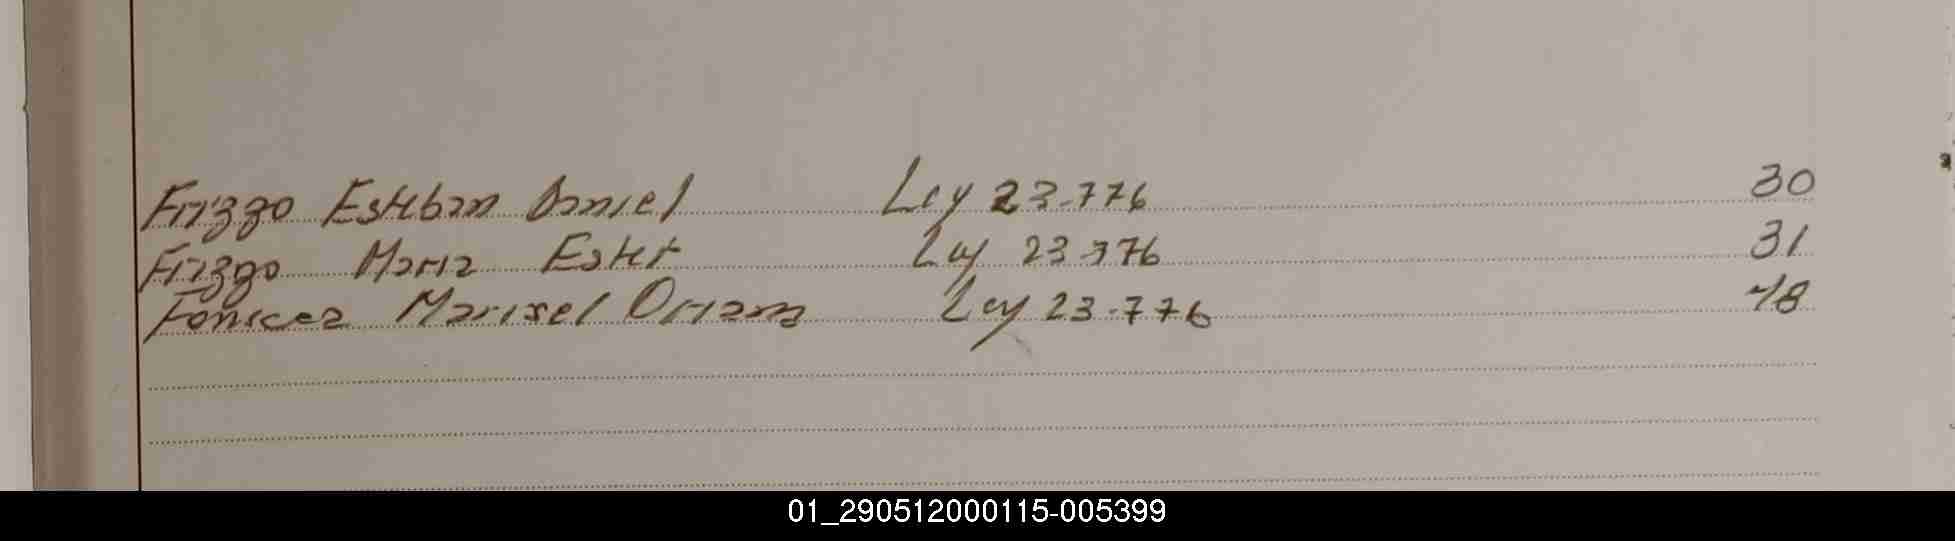 Frizzo Esteban Daniel Ley 23.776 30
Frizzo Maria Ester Ley 23.776 31
Fonseca Marisel Oriana Ley 23.776 48
01_290512000115-005399